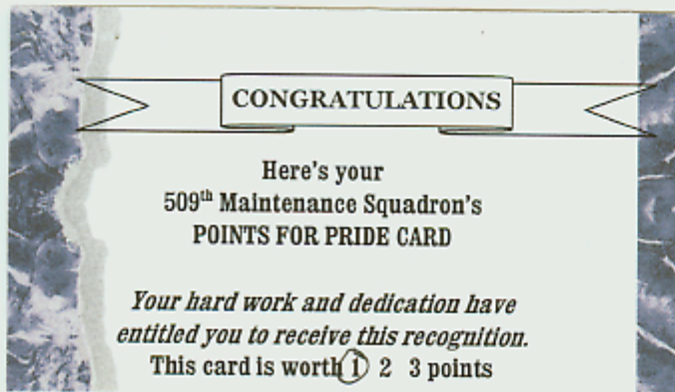 CONGRATULATIONS
Here's your
509th Maintenance Squadron's
POINTS FOR PRIDE CARD
Your hard work and dedication have
entitled you to receive this recognition.
This card is worth 1 2 3 points